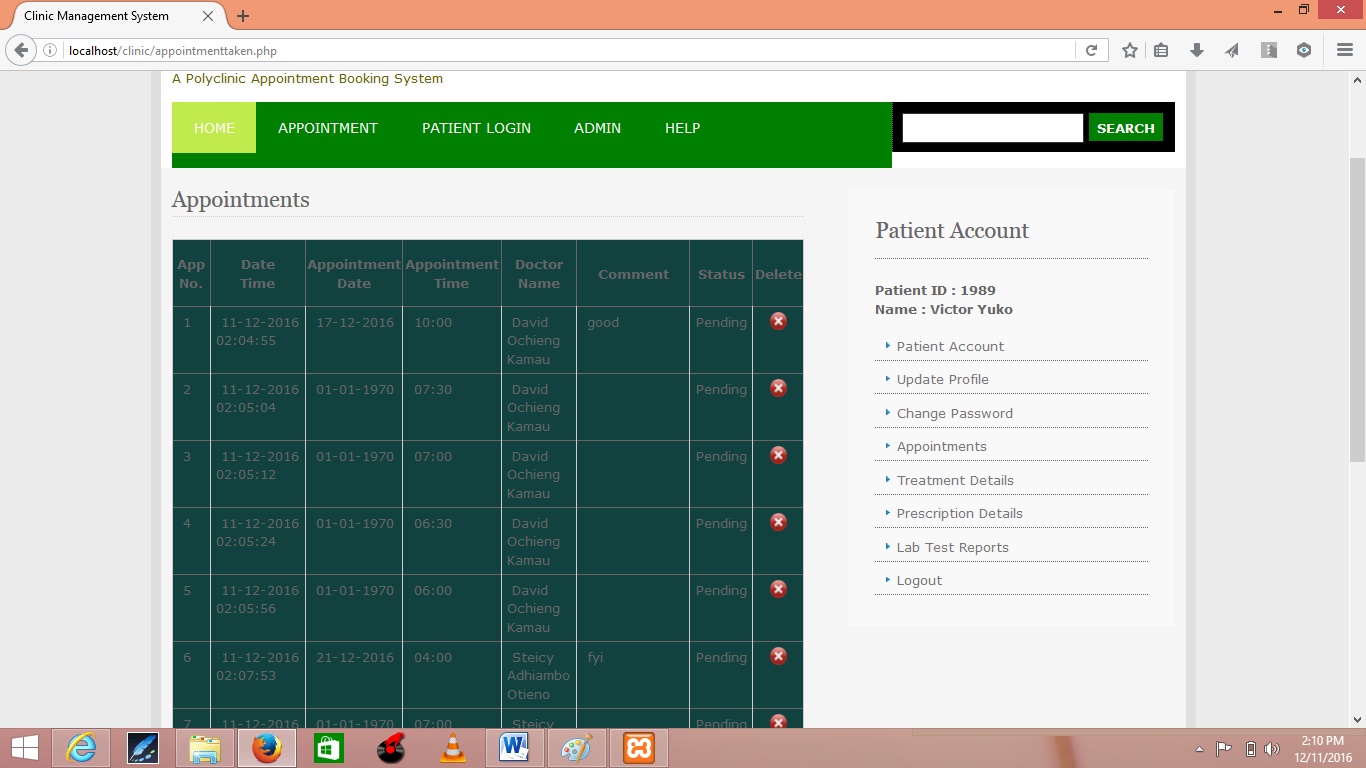 Clinic Management System
localhost/clinic/appointmenttaken.php
A Polyclinic Appointment Booking System
HOME APPOINTMENT PATIENT LOGIN ADMIN HELP SEARCH
Appointments
App No. Date Time Appointment Date Appointment Time Doctor Name Comment Status Delete
1 11-12-2016 02:04:55 17-12-2016 10:00 David Ochieng Kamau good Pending
2 11-12-2016 02:05:04 01-01-1970 07:30 David Ochieng Kamau Pending
3 11-12-2016 02:05:12 01-01-1970 07:00 David Ochieng Kamau Pending
4 11-12-2016 02:05:24 01-01-1970 06:30 David Ochieng Kamau Pending
5 11-12-2016 02:05:56 01-01-1970 06:00 David Ochieng Kamau Pending
6 11-12-2016 02:07:53 21-12-2016 04:00 Steicy Adhiambo Otieno fyi Pending
7 11-12-2016 01-01-1970 07:00 Steicy Pending
Patient Account
Patient ID : 1989
Name : Victor Yuko
Patient Account
Update Profile
Change Password
Appointments
Treatment Details
Prescription Details
Lab Test Reports
Logout
2:10 PM
12/11/2016